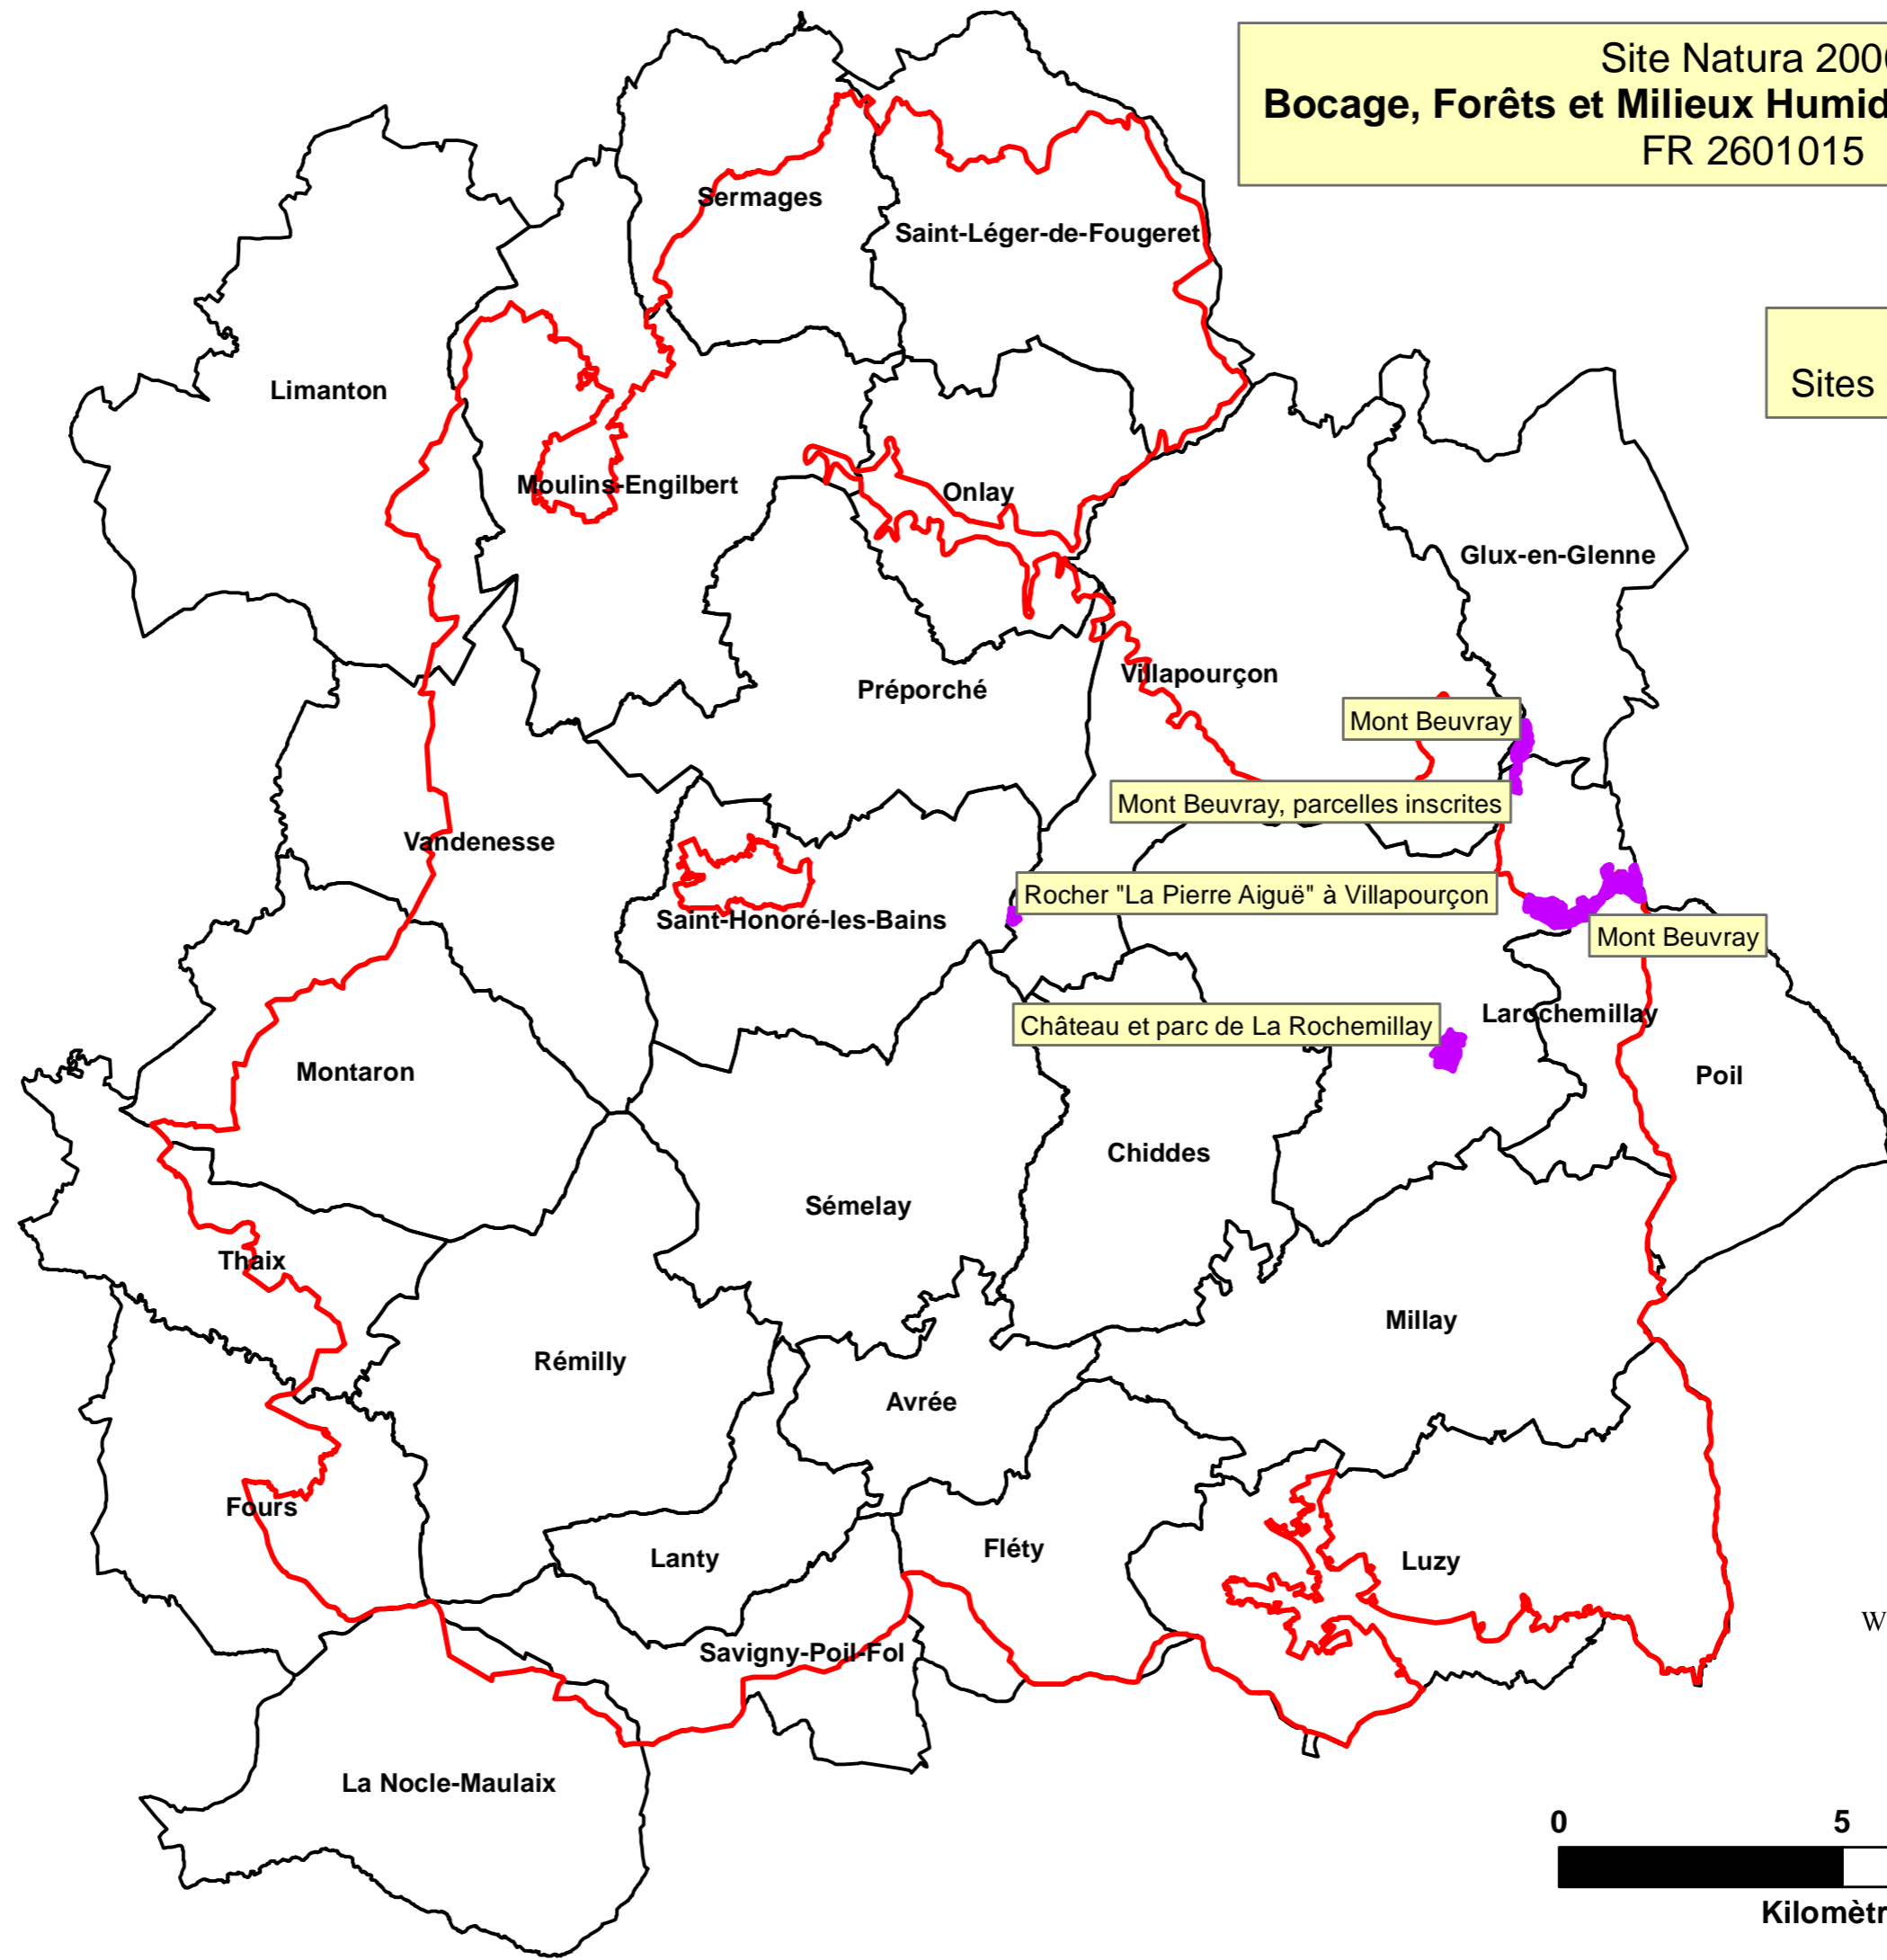 Site Natura 200
Bocage, Forêts et Milieux Humid
FR 2601015
Sites
Sermages
Saint-Léger-de-Fougeret
Limanton
Moulins-Engilbert
Onlay
Glux-en-Glenne
Villapourçon
Préporché
Mont Beuvray
Mont Beuvray, parcelles inscrites
Vandenesse
Rocher "La Pierre Aiguë" à Villapourçon
Saint-Honoré-les-Bains
Mont Beuvray
Larochemillay
Château et parc de La Rochemillay
Montaron
Poil
Chiddes
Sémelay
Thaix
Millay
Rémilly
Avrée
Fours
Fléty
Lanty
Luzy
W
Savigny-Poil-Fol
La Nocle-Maulaix
0 5
Kilomètr